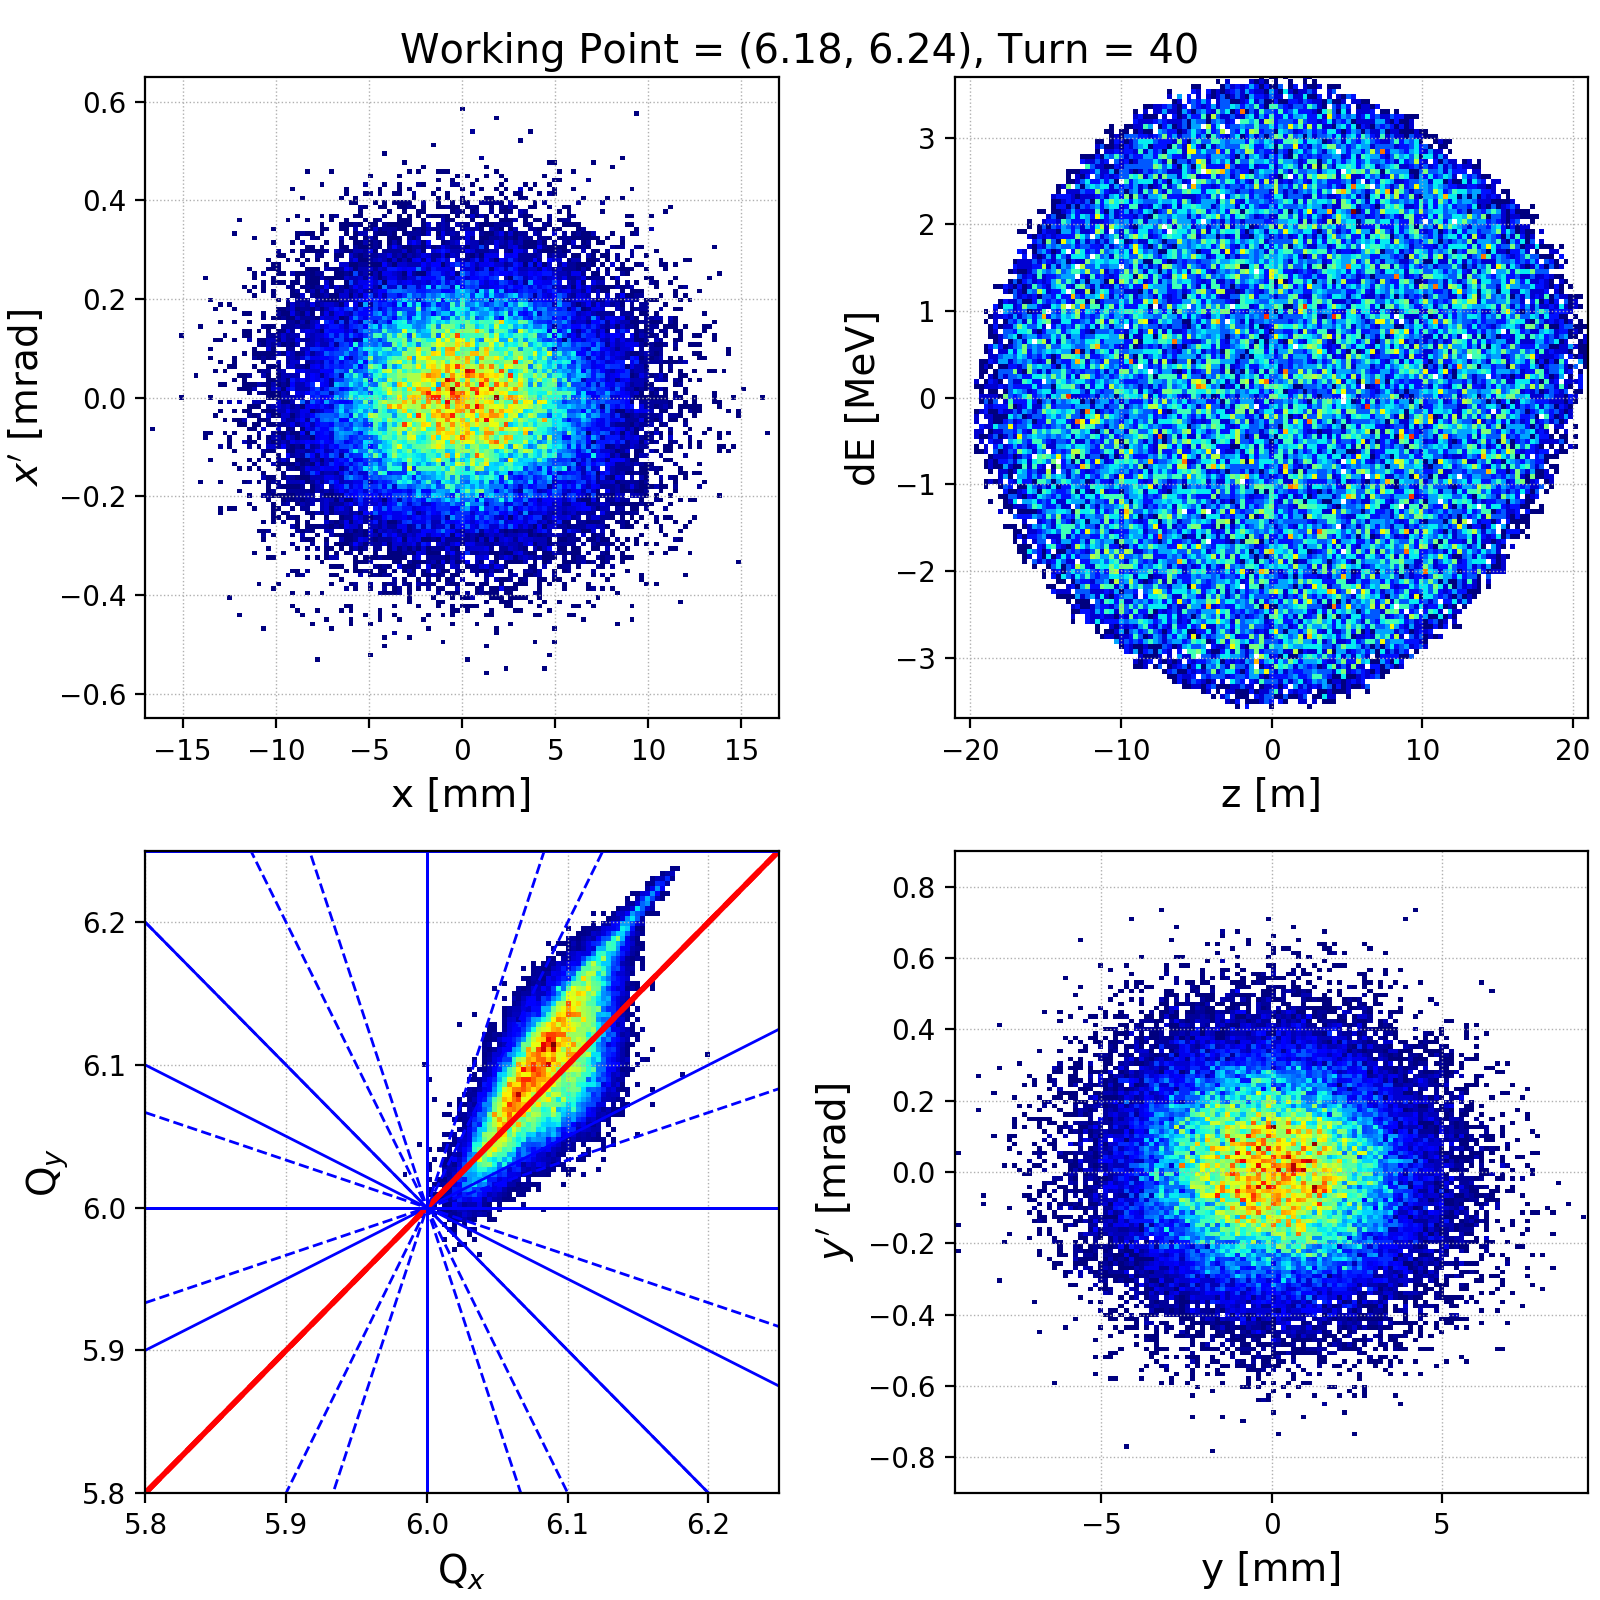 Working Point = (6.18, 6.24), Turn = 40
0.6
0.4
0.2
0.0
−0.2
−0.4
−0.6
x′ [mrad]
−15 −10 −5 0 5 10 15
x [mm]
3
2
1
0
−1
−2
−3
dE [MeV]
−20 −10 0 10 20
z [m]
6.2
6.1
6.0
5.9
5.8
Qy
5.8 5.9 6.0 6.1 6.2
Qx
0.8
0.6
0.4
0.2
0.0
−0.2
−0.4
−0.6
−0.8
y′ [mrad]
−5 0 5
y [mm]